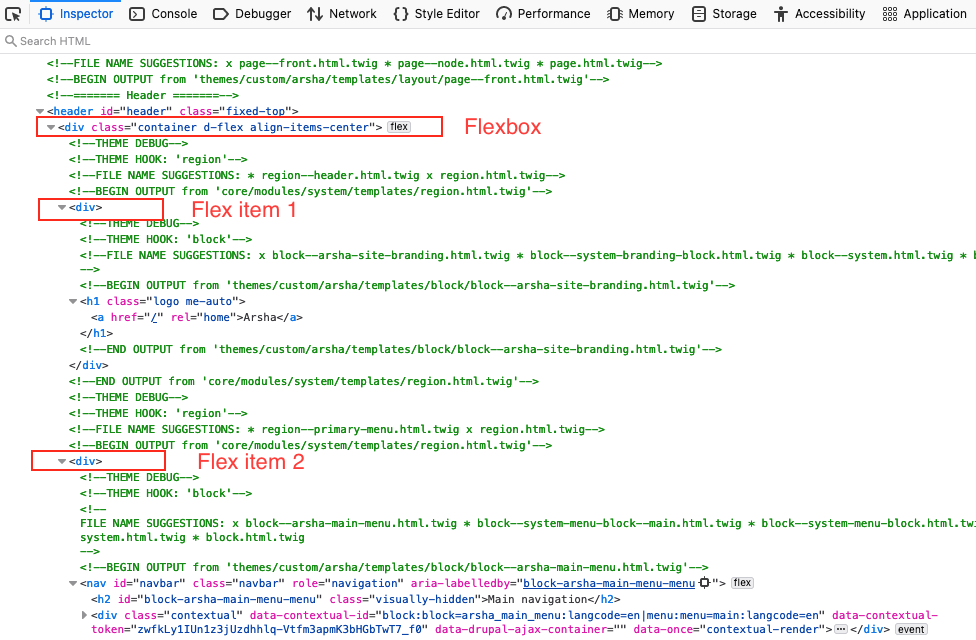 Inspector Console Debugger Network Style Editor Performance Memory Storage Accessibility Application
Search HTML
<!--FILE NAME SUGGESTIONS: x page--front.html.twig * page--node.html.twig * page.html.twig-->
<!--BEGIN OUTPUT from 'themes/custom/arsha/templates/layout/page--front.html.twig'-->
<!--======= Header =======-->
<header id="header" class="fixed-top">
<div class="container d-flex align-items-center"> flex Flexbox
<!--THEME DEBUG-->
<!--THEME HOOK: 'region'-->
<!--FILE NAME SUGGESTIONS: * region--header.html.twig x region.html.twig-->
<!--BEGIN OUTPUT from 'core/modules/system/templates/region.html.twig'-->
<div> Flex item 1
<!--THEME DEBUG-->
<!--THEME HOOK: 'block'-->
<!--FILE NAME SUGGESTIONS: x block--arsha-site-branding.html.twig * block--system-branding-block.html.twig * block--system.html.twig * b
-->
<!--BEGIN OUTPUT from 'themes/custom/arsha/templates/block/block--arsha-site-branding.html.twig'-->
<h1 class="logo me-auto">
<a href="/" rel="home">Arsha</a>
</h1>
<!--END OUTPUT from 'themes/custom/arsha/templates/block/block--arsha-site-branding.html.twig'-->
</div>
<!--END OUTPUT from 'core/modules/system/templates/region.html.twig'-->
<!--THEME DEBUG-->
<!--THEME HOOK: 'region'-->
<!--FILE NAME SUGGESTIONS: * region--primary-menu.html.twig x region.html.twig-->
<!--BEGIN OUTPUT from 'core/modules/system/templates/region.html.twig'-->
<div> Flex item 2
<!--THEME DEBUG-->
<!--THEME HOOK: 'block'-->
<!--
FILE NAME SUGGESTIONS: x block--arsha-main-menu.html.twig * block--system-menu-block--main.html.twig * block--system-menu-block.html.twi
system.html.twig * block.html.twig
-->
<!--BEGIN OUTPUT from 'themes/custom/arsha/templates/block/block--arsha-main-menu.html.twig'-->
<nav id="navbar" class="navbar" role="navigation" aria-labelledby="block-arsha-main-menu-menu"> flex
<h2 id="block-arsha-main-menu-menu" class="visually-hidden">Main navigation</h2>
<div class="contextual" data-contextual-id="block:block=arsha_main_menu:langcode=en|menu:menu=main:langcode=en" data-contextual-
token="zwfkLy1IUn1z3jUzdhhlq-Vtfm3apmK3bHGbTwT7_f0" data-drupal-ajax-container="" data-once="contextual-render"> ⋯ </div> event